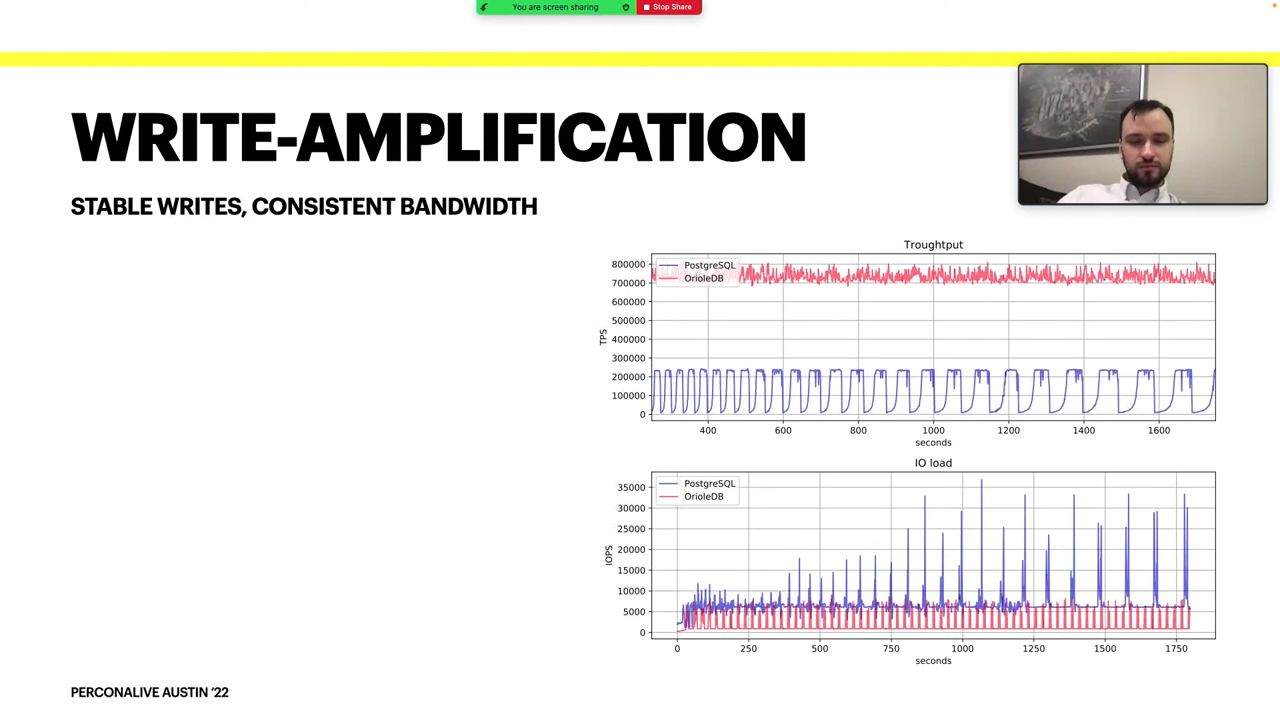 You are screen sharing
Stop Share
WRITE-AMPLIFICATION
STABLE WRITES, CONSISTENT BANDWIDTH
Troughtput
PostgreSQL
OrioleDB
800000
700000
600000
500000
400000
300000
200000
100000
0
TPS
400 600 800 1000 1200 1400 1600
seconds
IO load
PostgreSQL
OrioleDB
35000
30000
25000
20000
15000
10000
5000
0
IOPS
0 250 500 750 1000 1250 1500 1750
seconds
PERCONALIVE AUSTIN ‘22